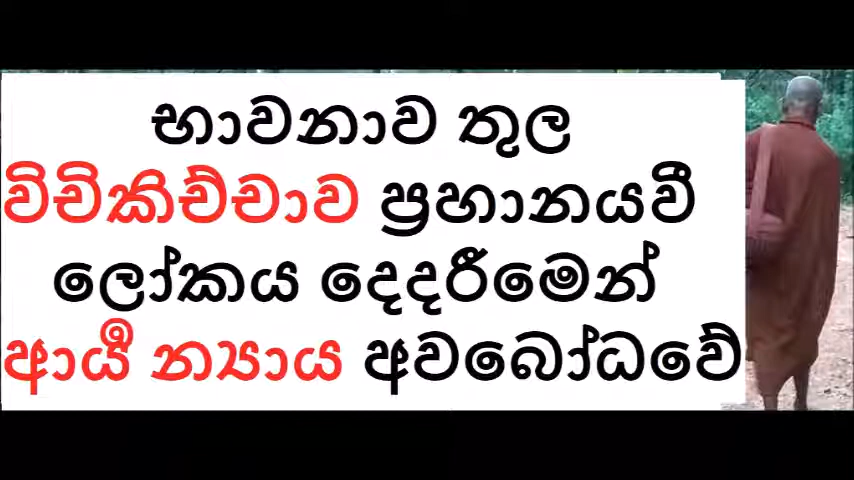 භාවනාව තුල
විචිකිච්චාව ප්‍රහානයවී
ලෝකය දෙදරීමෙන්
ආර්‍ය න්‍යාය අවබෝධවේ